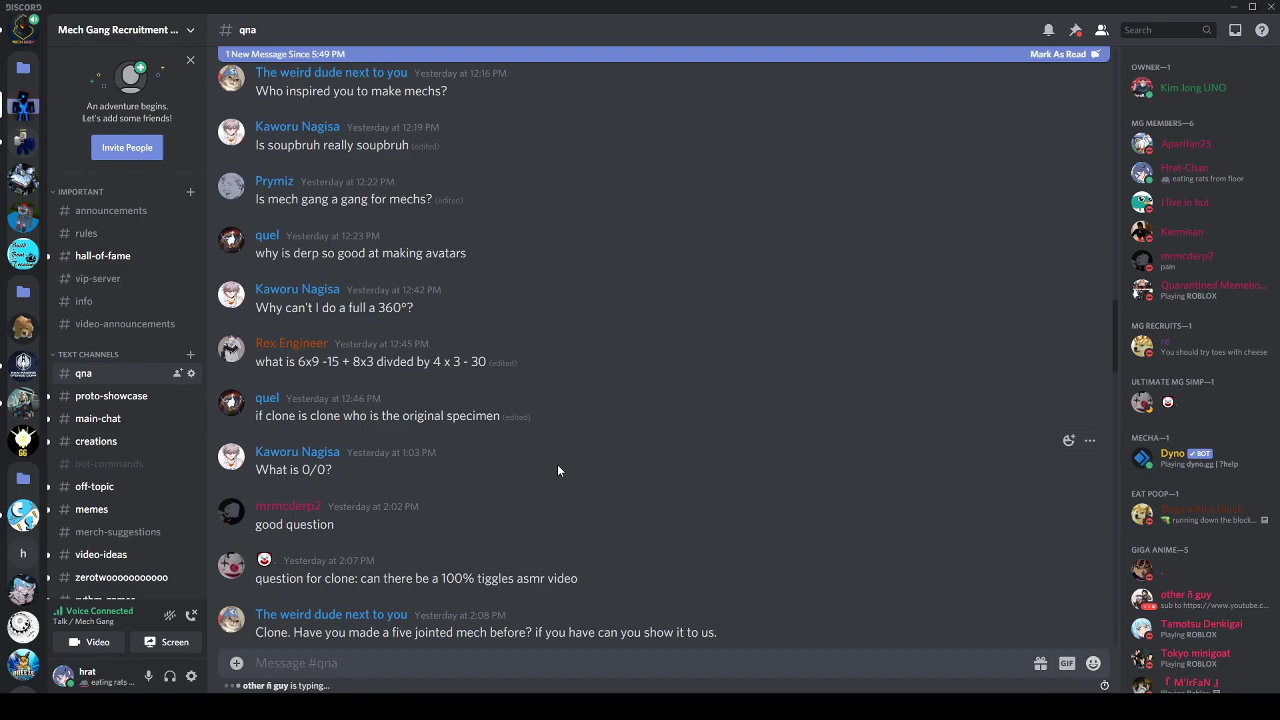 DISCORD
Mech Gang Recruitment ...
An adventure begins.
Let's add some friends!
Invite People
IMPORTANT
announcements
rules
hall-of-fame
vip-server
info
video-announcements
TEXT CHANNELS
qna
proto-showcase
main-chat
creations
bot-commands
off-topic
memes
merch-suggestions
video-ideas
zerotwooooooooooo
Voice Connected
Talk / Mech Gang
Video
Screen
hrat
eating rats ...
GG
h
# qna
Search
1 New Message Since 5:49 PM
Mark As Read
The weird dude next to you Yesterday at 12:16 PM
Who inspired you to make mechs?
Kaworu Nagisa Yesterday at 12:19 PM
Is soupbruh really soupbruh (edited)
Prymiz Yesterday at 12:22 PM
Is mech gang a gang for mechs? (edited)
quel Yesterday at 12:23 PM
why is derp so good at making avatars
Kaworu Nagisa Yesterday at 12:42 PM
Why can't I do a full a 360º?
Rex Engineer Yesterday at 12:45 PM
what is 6x9 -15 + 8x3 divded by 4 x 3 - 30 (edited)
quel Yesterday at 12:46 PM
if clone is clone who is the original specimen (edited)
Kaworu Nagisa Yesterday at 1:03 PM
What is 0/0?
mrmcderp2 Yesterday at 2:02 PM
good question
. Yesterday at 2:07 PM
question for clone: can there be a 100% tiggles asmr video
The weird dude next to you Yesterday at 2:08 PM
Clone. Have you made a five jointed mech before? if you have can you show it to us.
Message #qna
GIF
other ñ guy is typing...
OWNER—1
Kim Jong UNO
MG MEMBERS—6
Aparifan23
Hrat-Chan
eating rats from floor
I live in hut
Kermisan
mrmcderp2
pain
Quarantined Memebo...
Playing ROBLOX
MG RECRUITS—1
re
You should try toes with cheese
ULTIMATE MG SIMP—1
.
MECHA—1
Dyno BOT
Playing dyno.gg | ?help
EAT POOP—1
Doge with a Glock
running down the block...
GIGA ANIME—5
.
other ñ guy
sub to https://www.youtube.c...
Tamotsu Denkigai
Playing ROBLOX
Tokyo minigoat
Playing ROBLOX
『 M'IrFaN 』